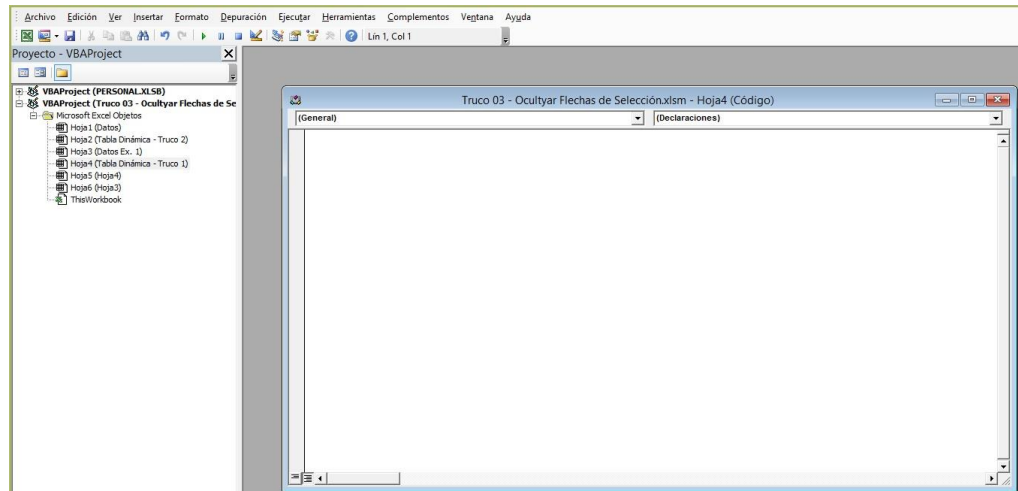 Archivo Edición Ver Insertar Formato Depuración Ejecutar Herramientas Complementos Ventana Ayuda
Lín 1, Col 1
Proyecto - VBAProject
VBAProject (PERSONAL.XLSB)
VBAProject (Truco 03 - Ocultyar Flechas de Se
Microsoft Excel Objetos
Hoja1 (Datos)
Hoja2 (Tabla Dinámica - Truco 2)
Hoja3 (Datos Ex. 1)
Hoja4 (Tabla Dinámica - Truco 1)
Hoja5 (Hoja4)
Hoja6 (Hoja3)
ThisWorkbook
Truco 03 - Ocultyar Flechas de Selección.xlsm - Hoja4 (Código)
(General) (Declaraciones)